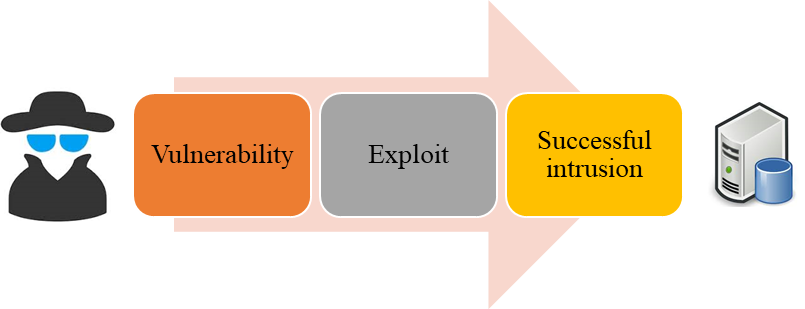 Vulnerability
Exploit
Successful
intrusion